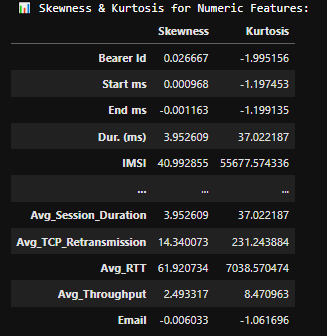 📊 Skewness & Kurtosis for Numeric Features:
Skewness Kurtosis
Bearer Id 0.026667 -1.995156
Start ms 0.000968 -1.197453
End ms -0.001163 -1.199135
Dur. (ms) 3.952609 37.022187
IMSI 40.992855 55677.574336
... ... ...
Avg_Session_Duration 3.952609 37.022187
Avg_TCP_Retransmission 14.340073 231.243884
Avg_RTT 61.920734 7038.570474
Avg_Throughput 2.493317 8.470963
Email -0.006033 -1.061696